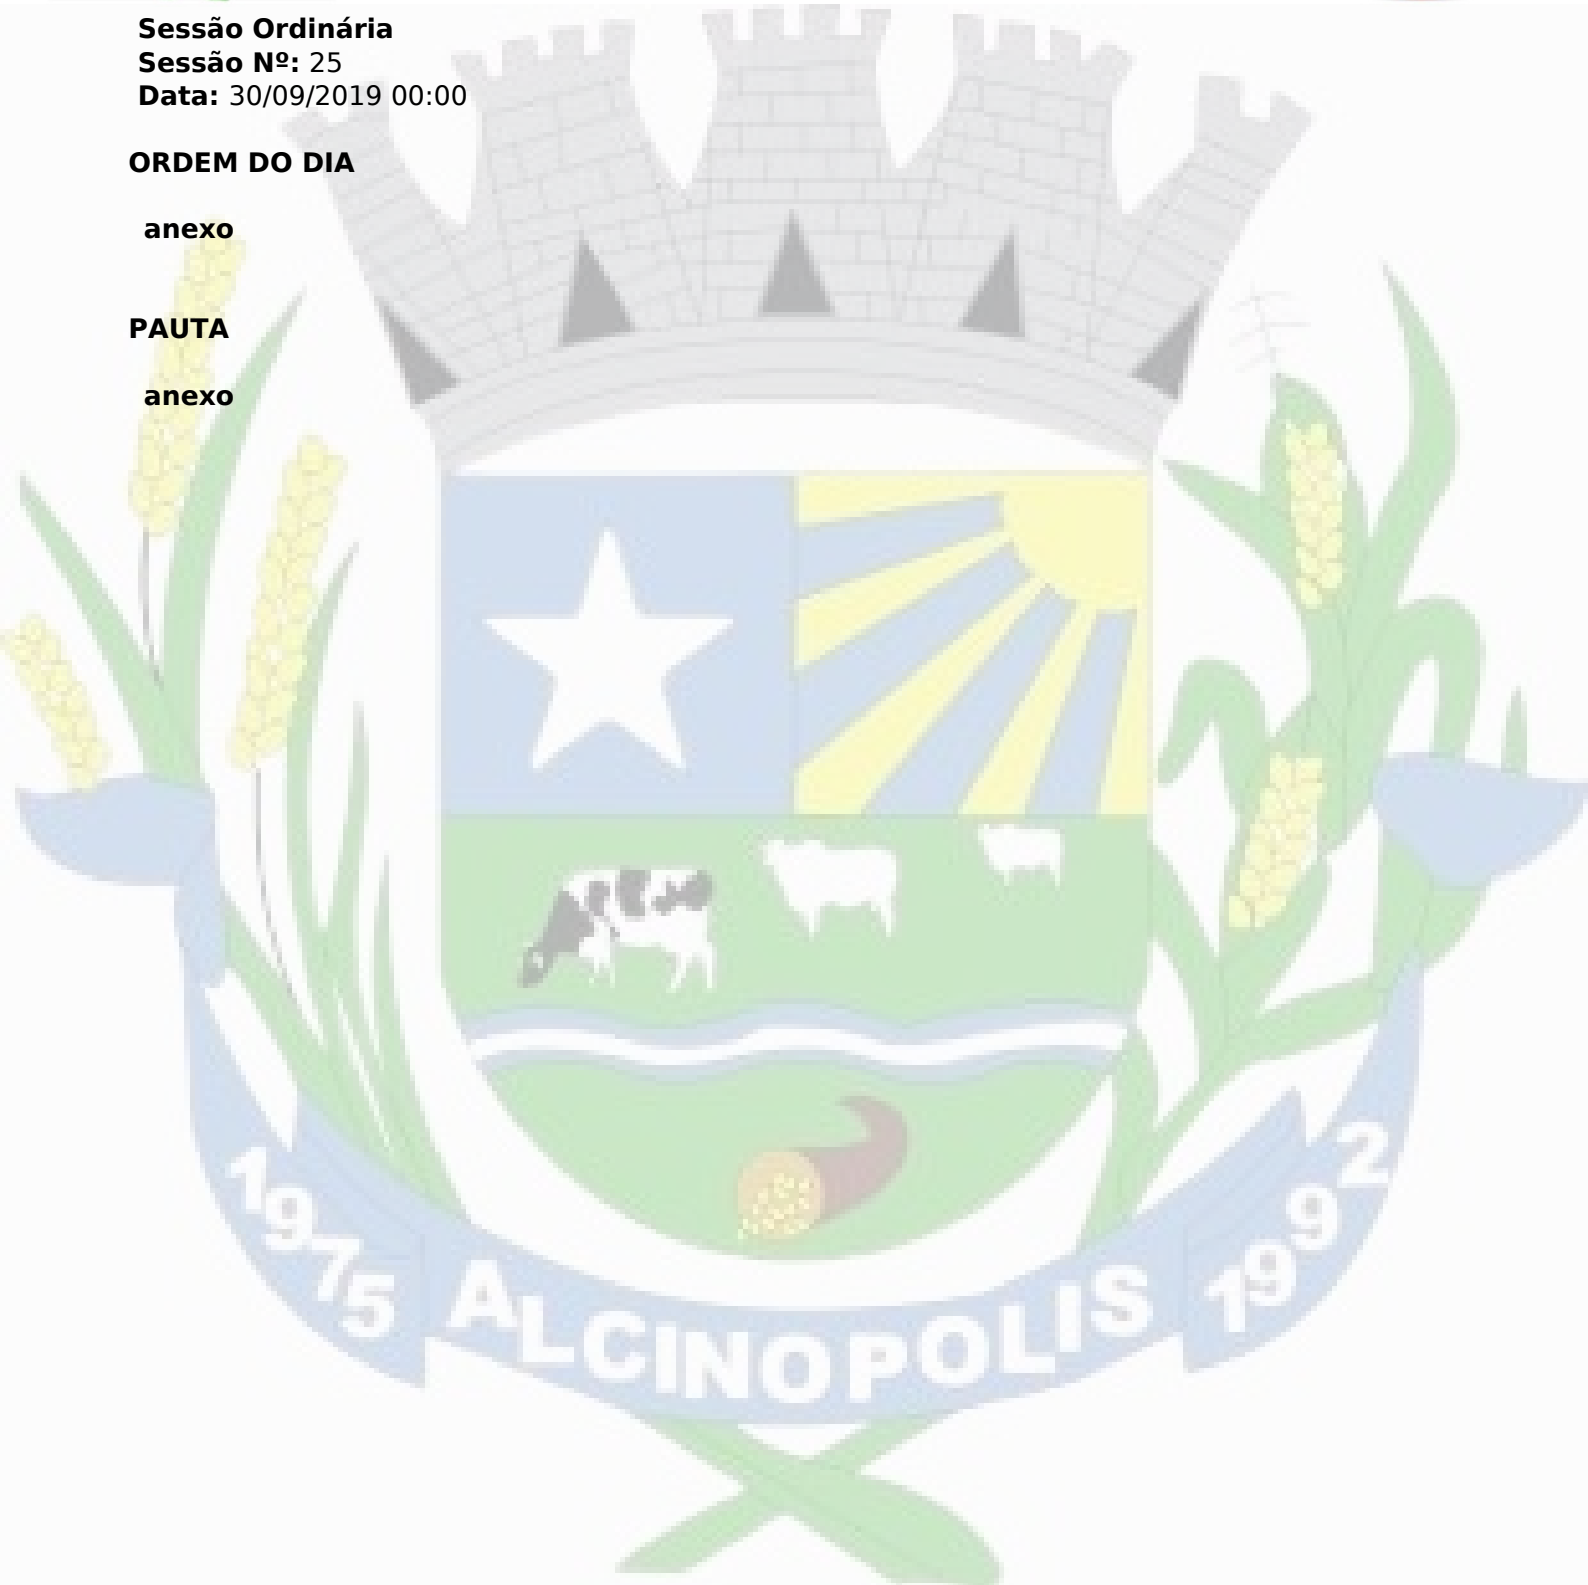 Sessão Ordinária
Sessão Nº: 25
Data: 30/09/2019 00:00
ORDEM DO DIA
anexo
PAUTA
anexo
1975 ALCINOPOLIS 1992